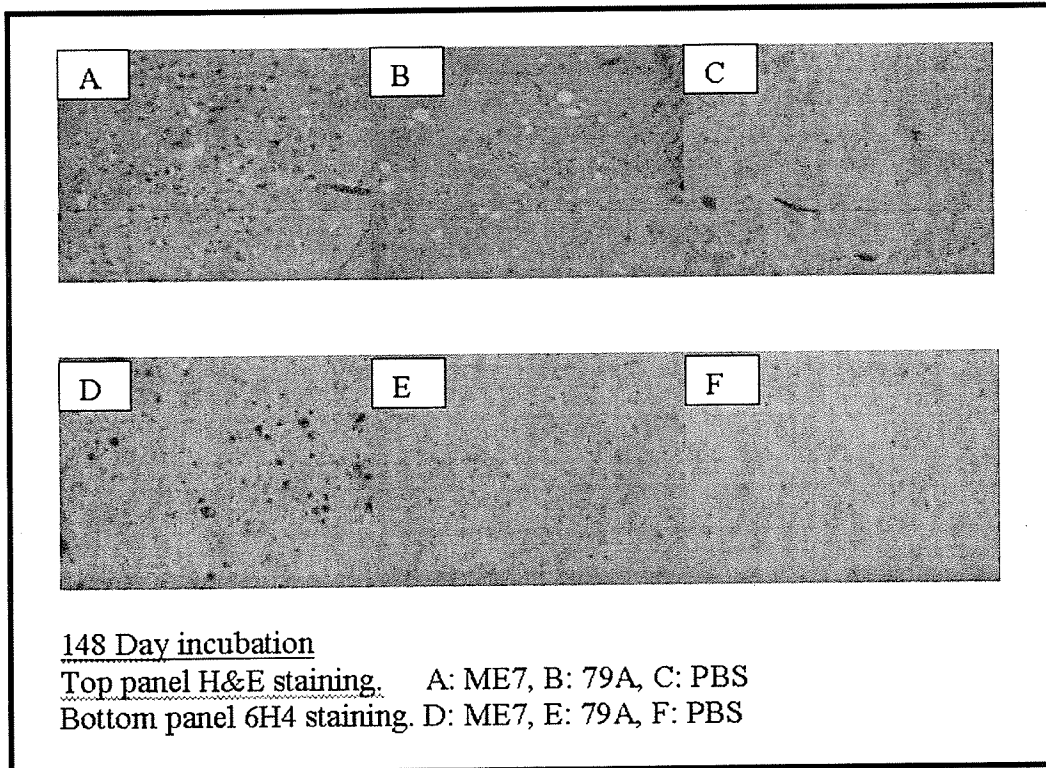 A B C
D E F
148 Day incubation
Top panel H&E staining. A: ME7, B: 79A, C: PBS
Bottom panel 6H4 staining. D: ME7, E: 79A, F: PBS